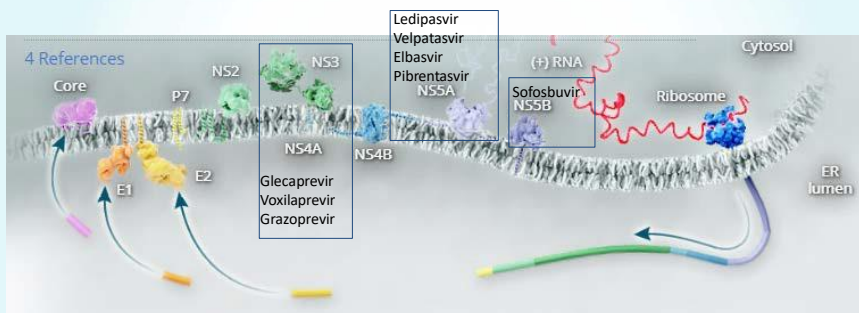 Ledipasvir
Velpatasvir
Elbasvir
Pibrentasvir
4 References
Cytosol
(+) RNA
NS3
NS2
Core
P7
NS5A
Sofosbuvir
NS5B
Ribosome
NS4A
NS4B
E1
E2
ER
lumen
Glecaprevir
Voxilaprevir
Grazoprevir